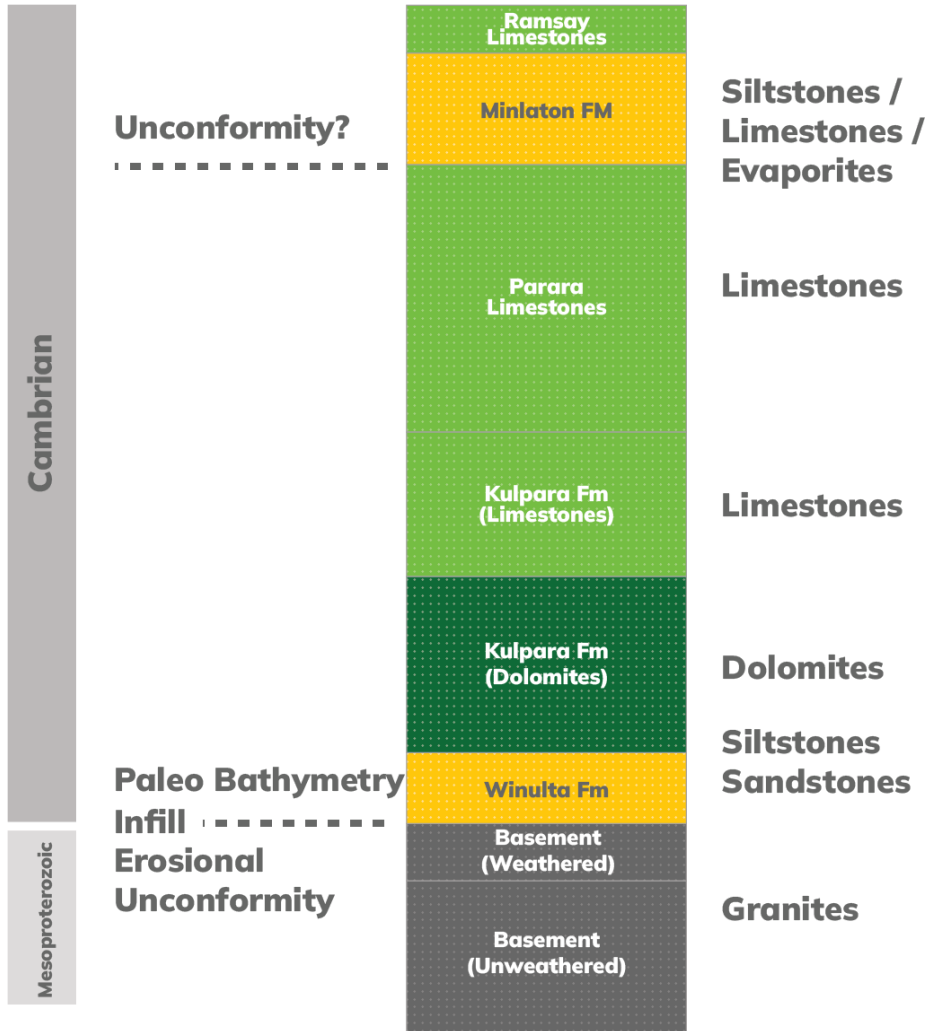 Ramsay
Limestones
Minlaton FM
Siltstones /
Limestones /
Evaporites
Unconformity?
Parara
Limestones
Limestones
Cambrian
Kulpara Fm
(Limestones)
Limestones
Kulpara Fm
(Dolomites)
Dolomites
Siltstones
Sandstones
Paleo Bathymetry
Infill
Erosional
Unconformity
Winulta Fm
Basement
(Weathered)
Mesoproterozoic
Granites
Basement
(Unweathered)